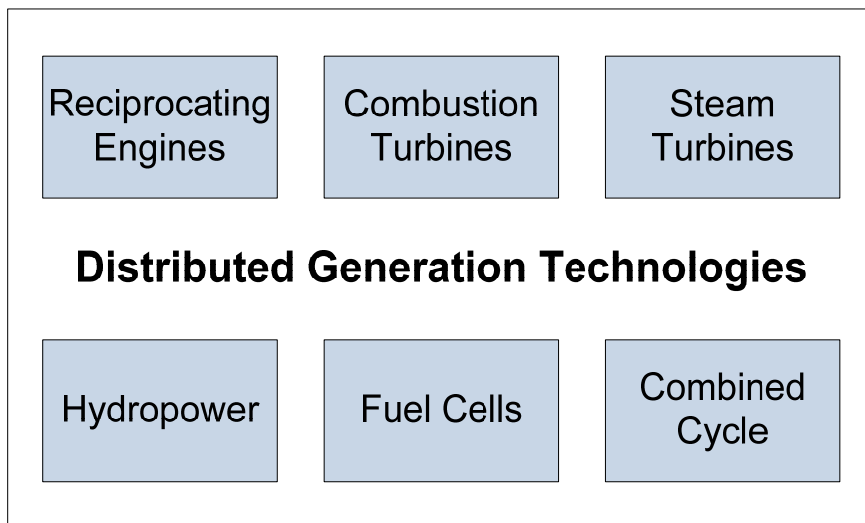 Reciprocating
Engines
Combustion
Turbines
Steam
Turbines
Distributed Generation Technologies
Hydropower
Fuel Cells
Combined
Cycle